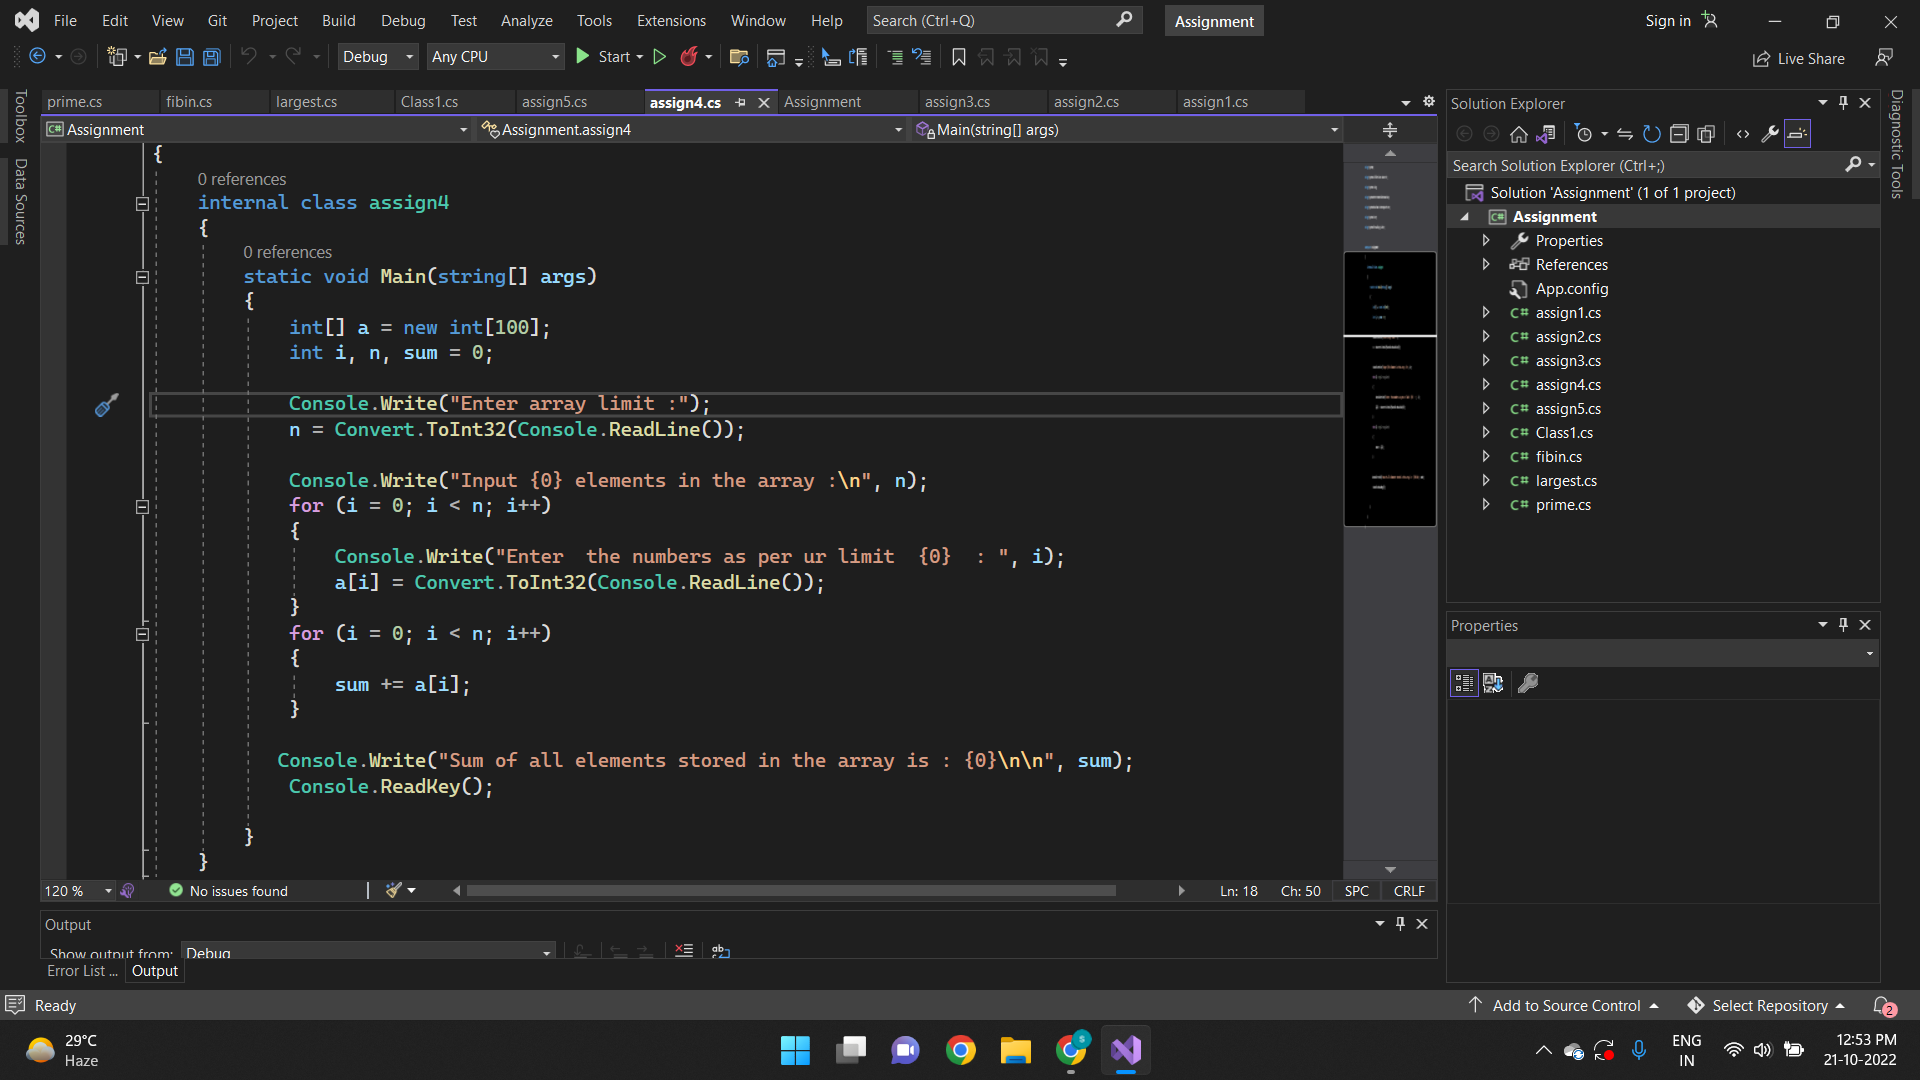 File Edit View Git Project Build Debug Test Analyze Tools Extensions Window Help Search (Ctrl+Q) Assignment Sign in
Debug Any CPU Start Live Share
prime.cs fibin.cs largest.cs Class1.cs assign5.cs assign4.cs Assignment assign3.cs assign2.cs assign1.cs
Assignment Assignment.assign4 Main(string[] args)
Toolbox
Data Sources
{
0 references
internal class assign4
{
0 references
static void Main(string[] args)
{
int[] a = new int[100];
int i, n, sum = 0;
Console.Write("Enter array limit :");
n = Convert.ToInt32(Console.ReadLine());
Console.Write("Input {0} elements in the array :\n", n);
for (i = 0; i < n; i++)
{
Console.Write("Enter  the numbers as per ur limit  {0}  : ", i);
a[i] = Convert.ToInt32(Console.ReadLine());
}
for (i = 0; i < n; i++)
{
sum += a[i];
}
Console.Write("Sum of all elements stored in the array is : {0}\n\n", sum);
Console.ReadKey();
}
}
120 % No issues found Ln: 18 Ch: 50 SPC CRLF
Output
Show output from: Debug
Error List ... Output
Solution Explorer
Search Solution Explorer (Ctrl+;)
Solution 'Assignment' (1 of 1 project)
C# Assignment
Properties
References
App.config
C# assign1.cs
C# assign2.cs
C# assign3.cs
C# assign4.cs
C# assign5.cs
C# Class1.cs
C# fibin.cs
C# largest.cs
C# prime.cs
Properties
Diagnostic Tools
Ready Add to Source Control Select Repository 2
29°C
Haze
ENG
IN
12:53 PM
21-10-2022